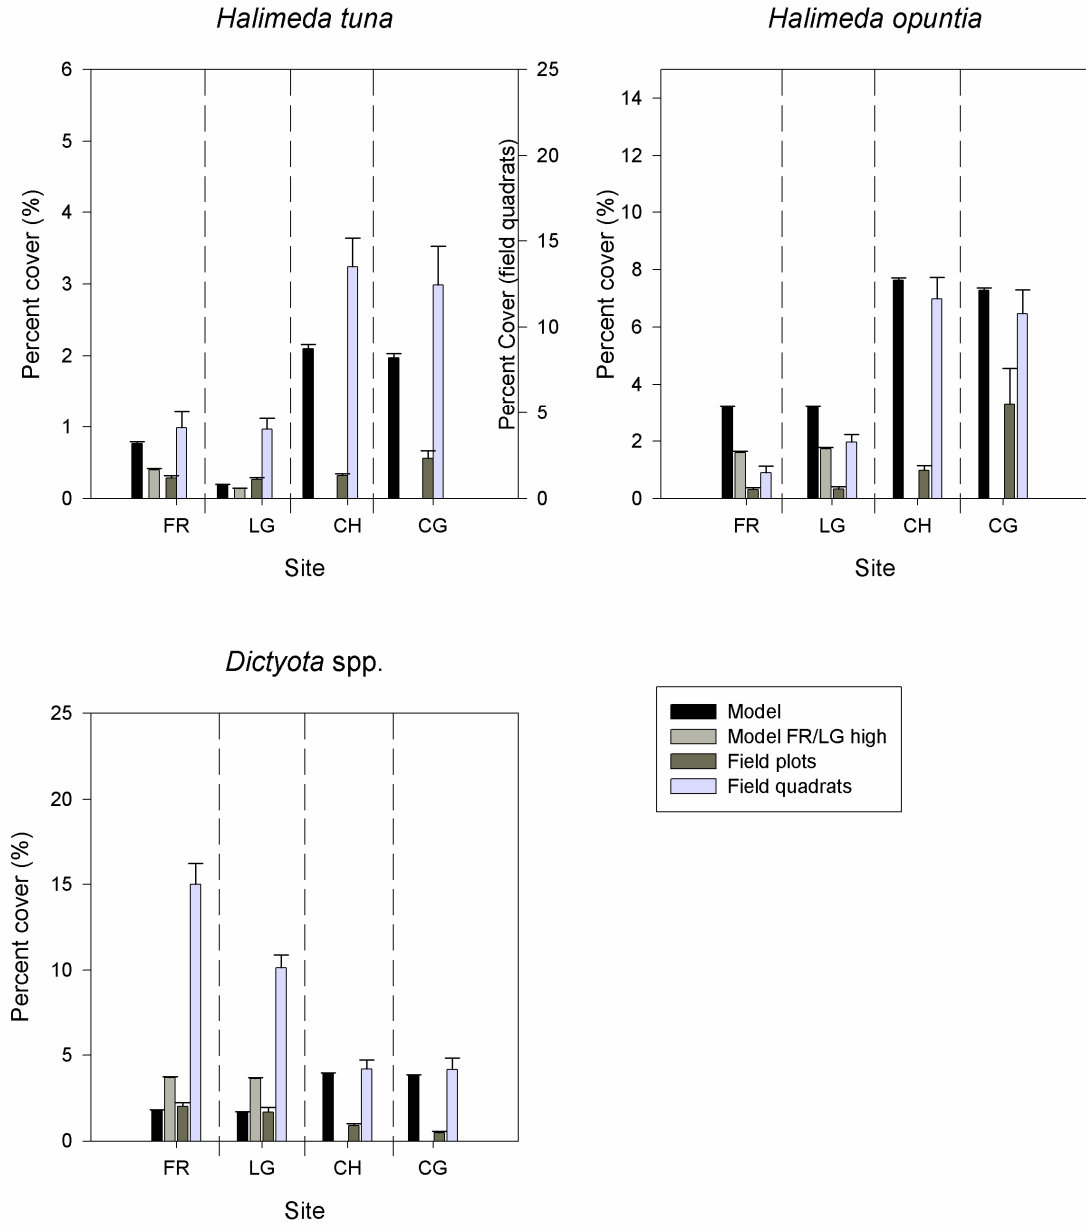 Halimeda tuna
Percent cover (%)
6
5
4
3
2
1
0
25
20
15
10
5
0
Percent Cover (field quadrats)
FR LG CH CG
Site
Halimeda opuntia
Percent cover (%)
14
12
10
8
6
4
2
0
FR LG CH CG
Site
Dictyota spp.
Percent cover (%)
25
20
15
10
5
0
FR LG CH CG
Site
Model
Model FR/LG high
Field plots
Field quadrats